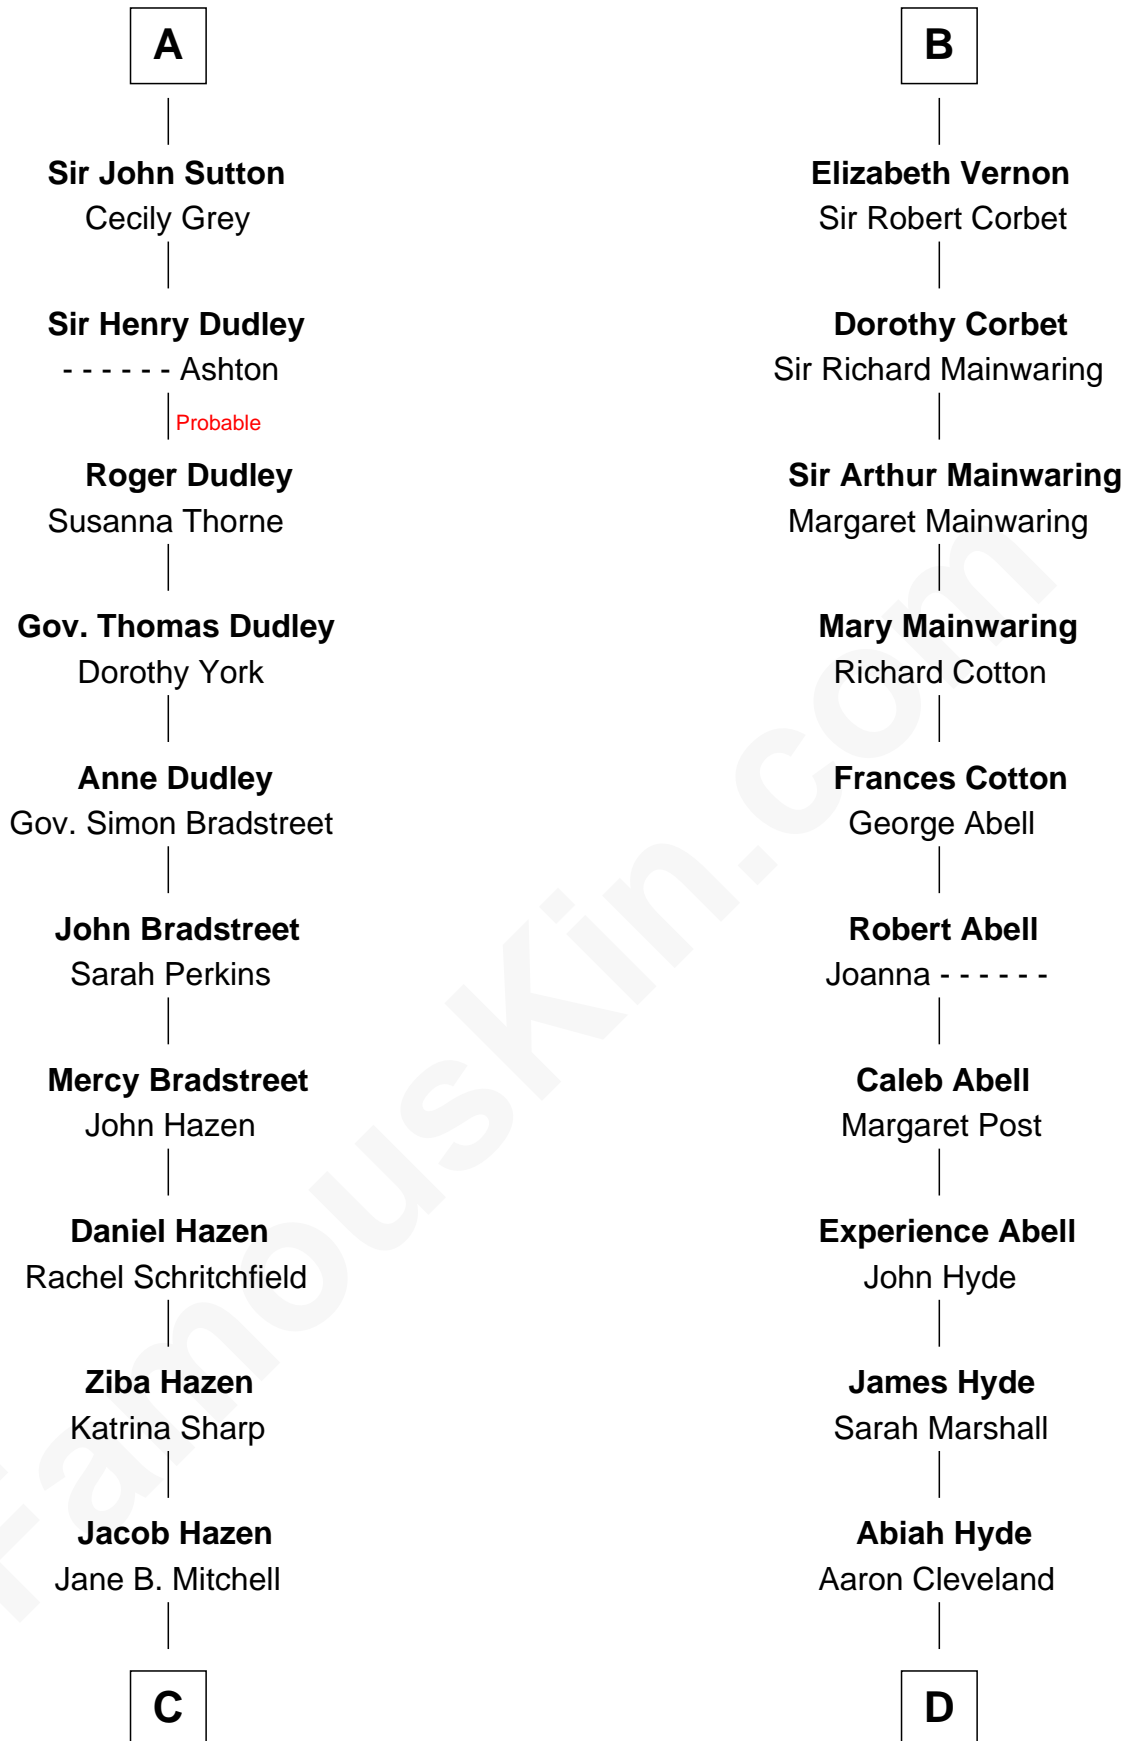 A
Sir John Sutton
Cecily Grey
Sir Henry Dudley
- - - - - - Ashton
Probable
Roger Dudley
Susanna Thorne
Gov. Thomas Dudley
Dorothy York
Anne Dudley
Gov. Simon Bradstreet
John Bradstreet
Sarah Perkins
Mercy Bradstreet
John Hazen
Daniel Hazen
Rachel Schritchfield
Ziba Hazen
Katrina Sharp
Jacob Hazen
Jane B. Mitchell
C
B
Elizabeth Vernon
Sir Robert Corbet
Dorothy Corbet
Sir Richard Mainwaring
Sir Arthur Mainwaring
Margaret Mainwaring
Mary Mainwaring
Richard Cotton
Frances Cotton
George Abell
Robert Abell
Joanna - - - - - -
Caleb Abell
Margaret Post
Experience Abell
John Hyde
James Hyde
Sarah Marshall
Abiah Hyde
Aaron Cleveland
D
FamousKin.com